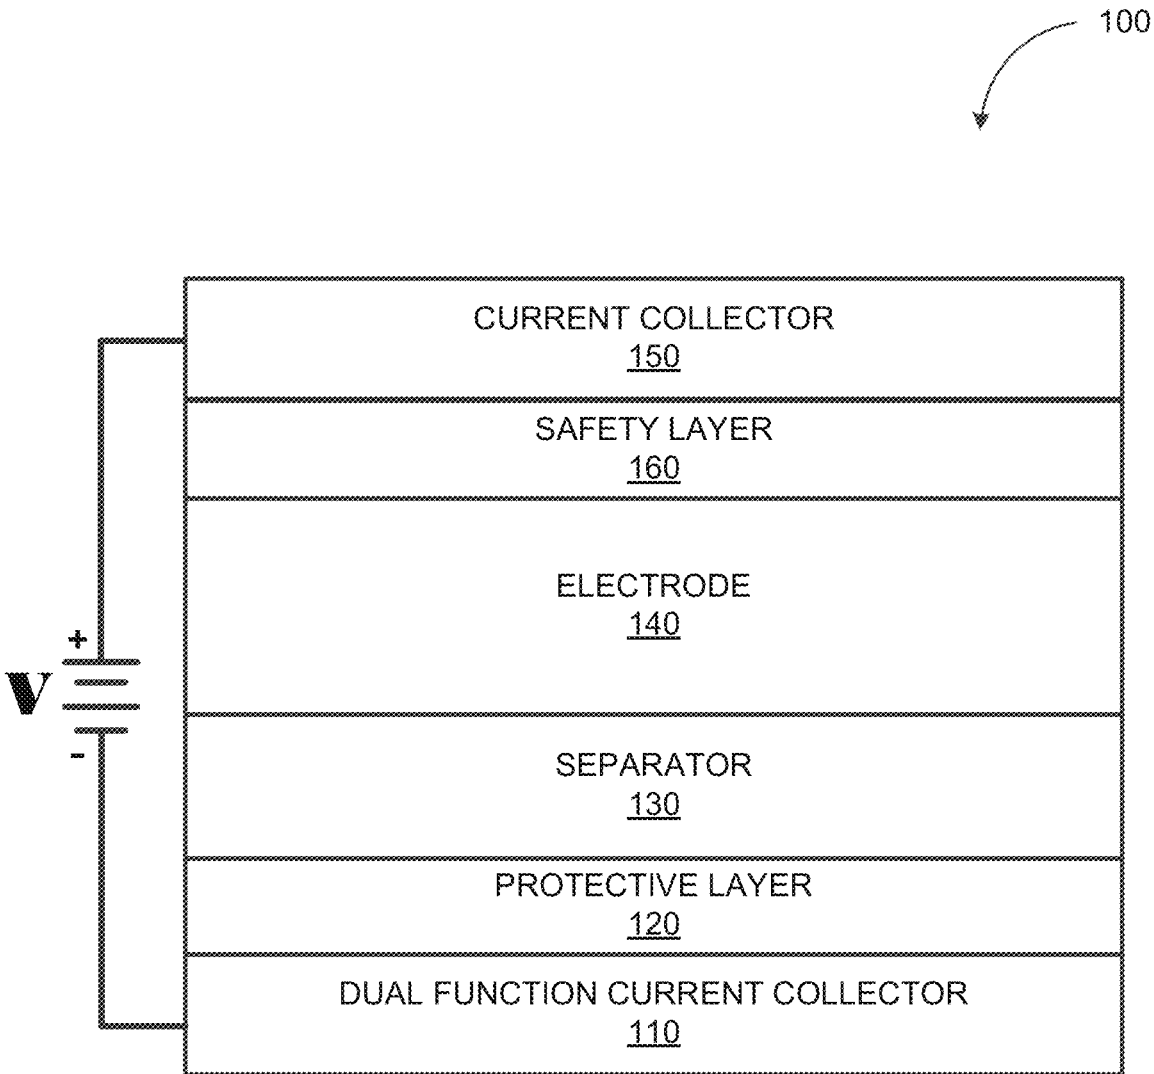 100
CURRENT COLLECTOR
150
SAFETY LAYER
160
ELECTRODE
140
+
V
-
SEPARATOR
130
PROTECTIVE LAYER
120
DUAL FUNCTION CURRENT COLLECTOR
110